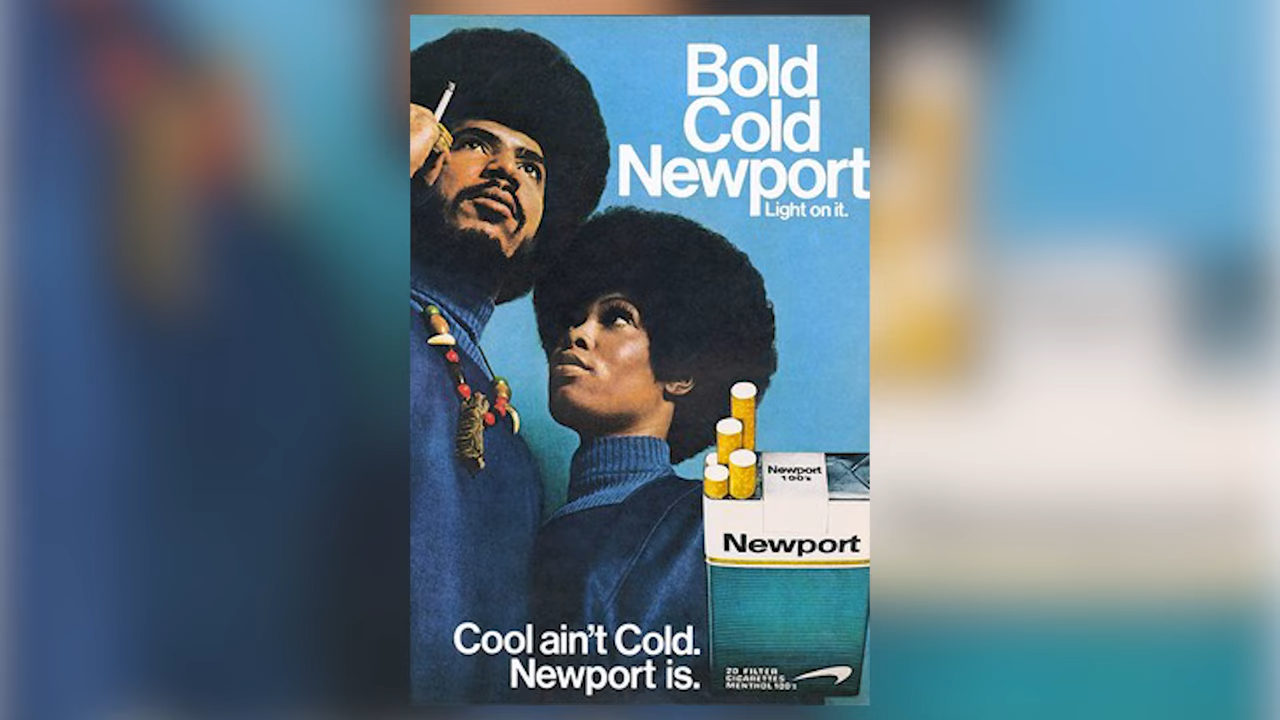 Bold
Cold
Newport
Light on it.
Newport
100's
Newport
Cool ain't Cold.
Newport is.
20 FILTER
CIGARETTES
MENTHOL 100's